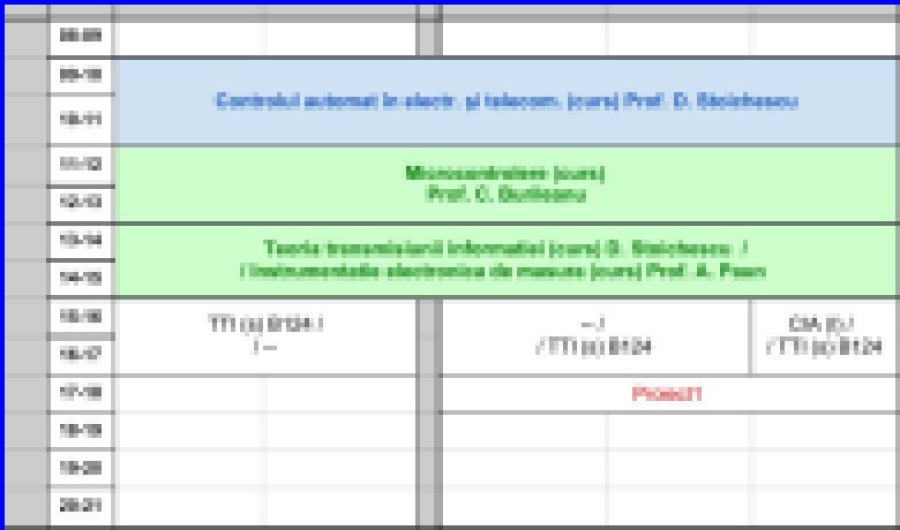 08-09
09-10
Controlul automat în electr. şi telecom. (curs) Prof. D. Stoichescu
10-11
11-12
Microcontrolere (curs)
Prof. C. Burileanu
12-13
13-14
Teoria transmisiunii informatiei (curs) D. Stoichescu /
/ Instrumentatie electronica de masura (curs) Prof. A. Paun
14-15
15-16
TTI (s) B124 /
/ --
-- /
/ TTI (s) B124
CIA (l) /
/ TTI (s) B124
16-17
17-18
Proiect1
18-19
19-20
20-21